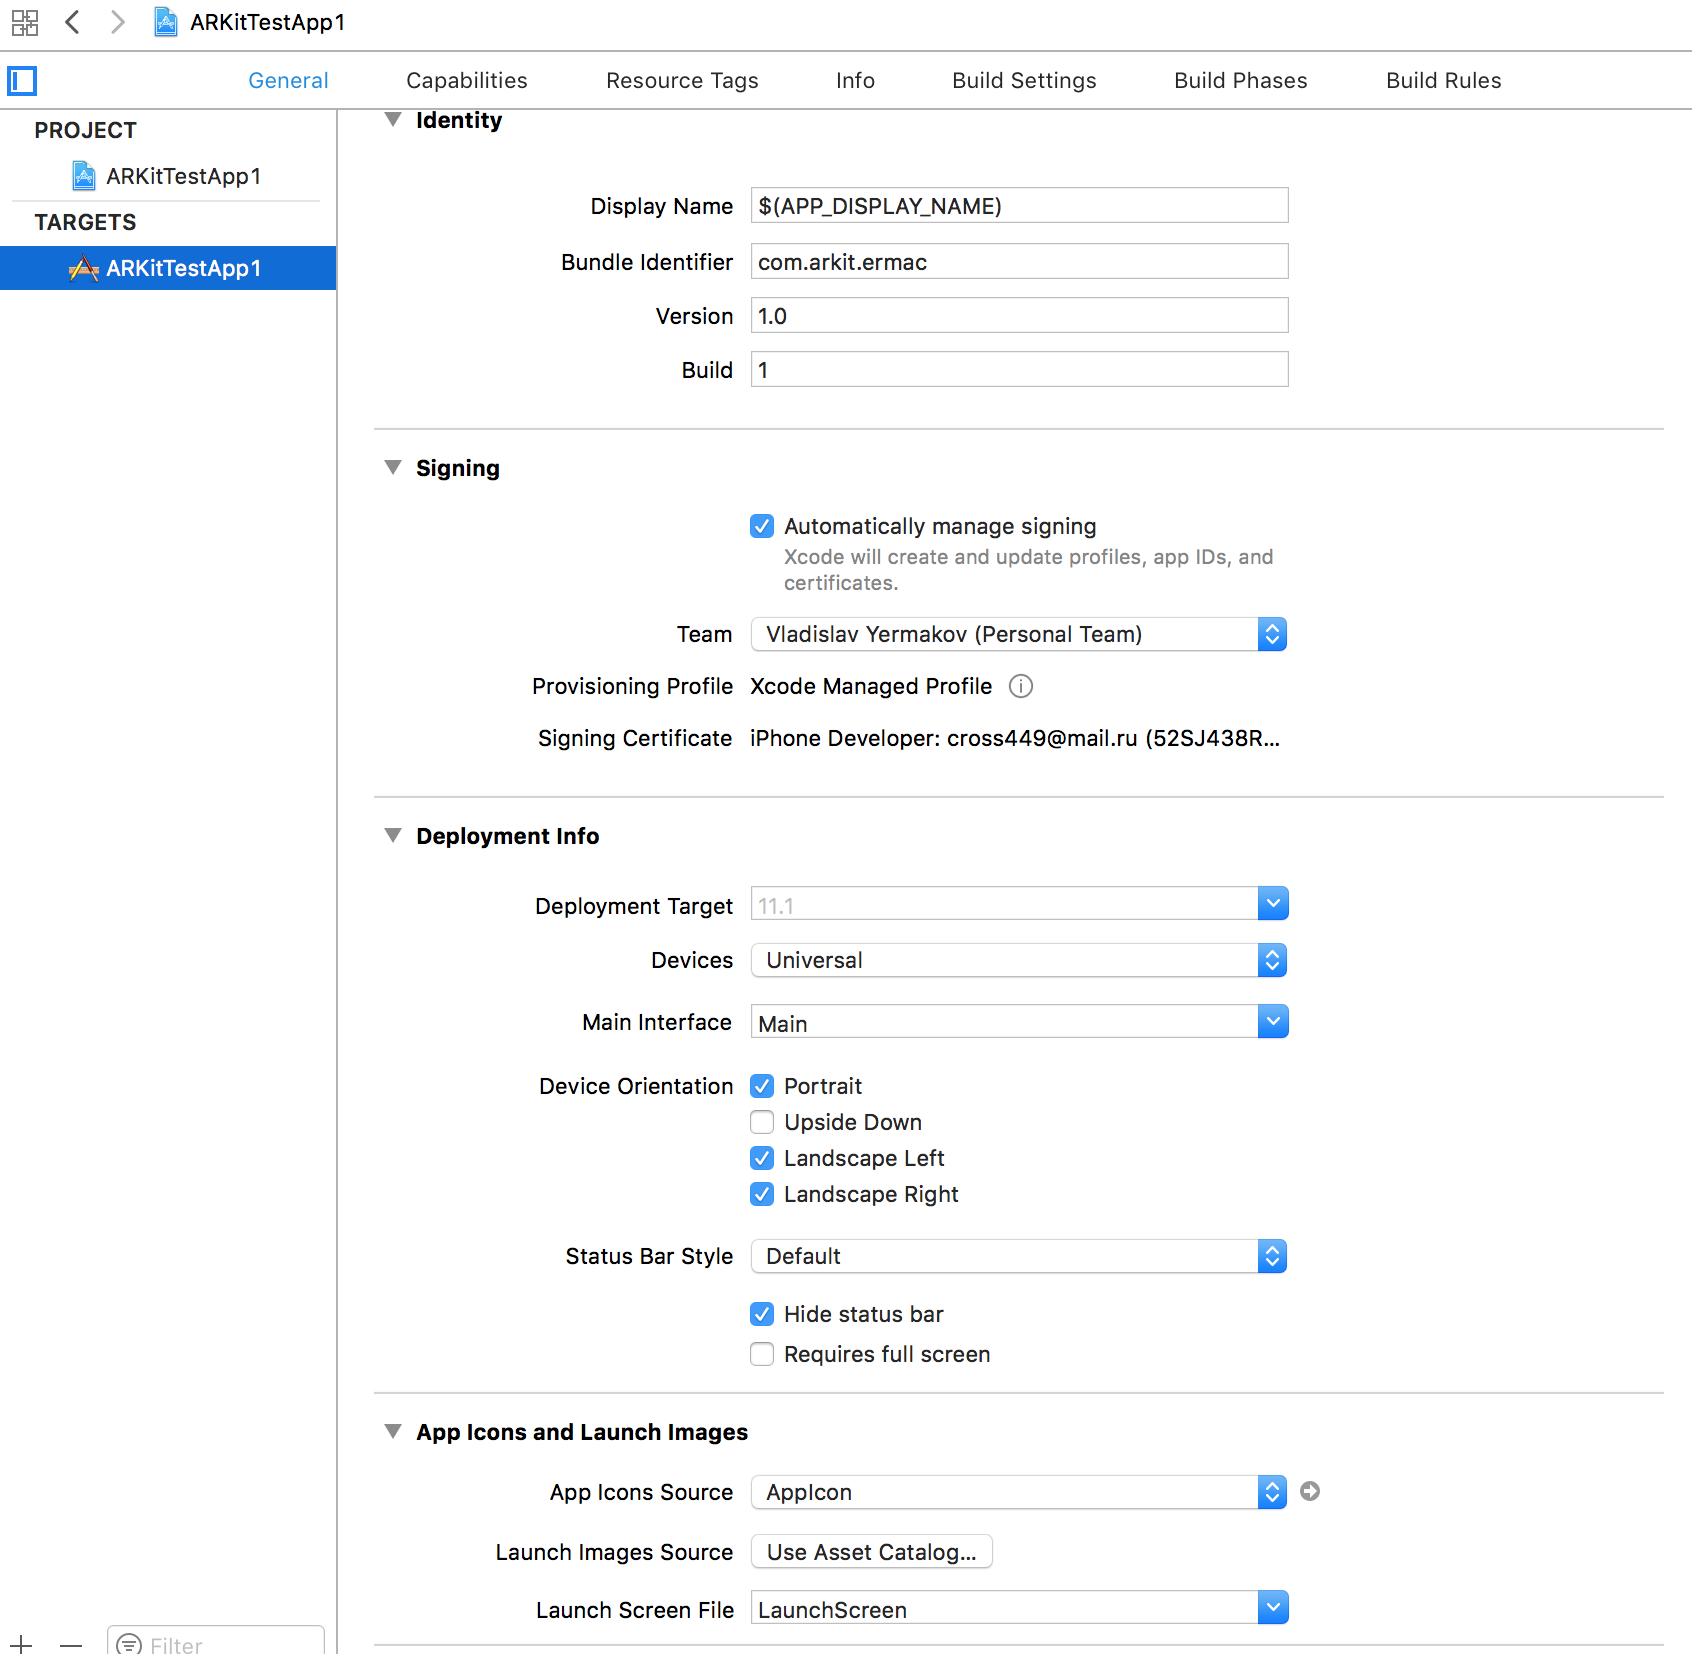 ARKitTestApp1
General Capabilities Resource Tags Info Build Settings Build Phases Build Rules
PROJECT
ARKitTestApp1
TARGETS
ARKitTestApp1
Identity
Display Name $(APP_DISPLAY_NAME)
Bundle Identifier com.arkit.ermac
Version 1.0
Build 1
Signing
Automatically manage signing
Xcode will create and update profiles, app IDs, and
certificates.
Team Vladislav Yermakov (Personal Team)
Provisioning Profile Xcode Managed Profile
Signing Certificate iPhone Developer: cross449@mail.ru (52SJ438R...
Deployment Info
Deployment Target 11.1
Devices Universal
Main Interface Main
Device Orientation Portrait
Upside Down
Landscape Left
Landscape Right
Status Bar Style Default
Hide status bar
Requires full screen
App Icons and Launch Images
App Icons Source AppIcon
Launch Images Source Use Asset Catalog...
Launch Screen File LaunchScreen
Filter